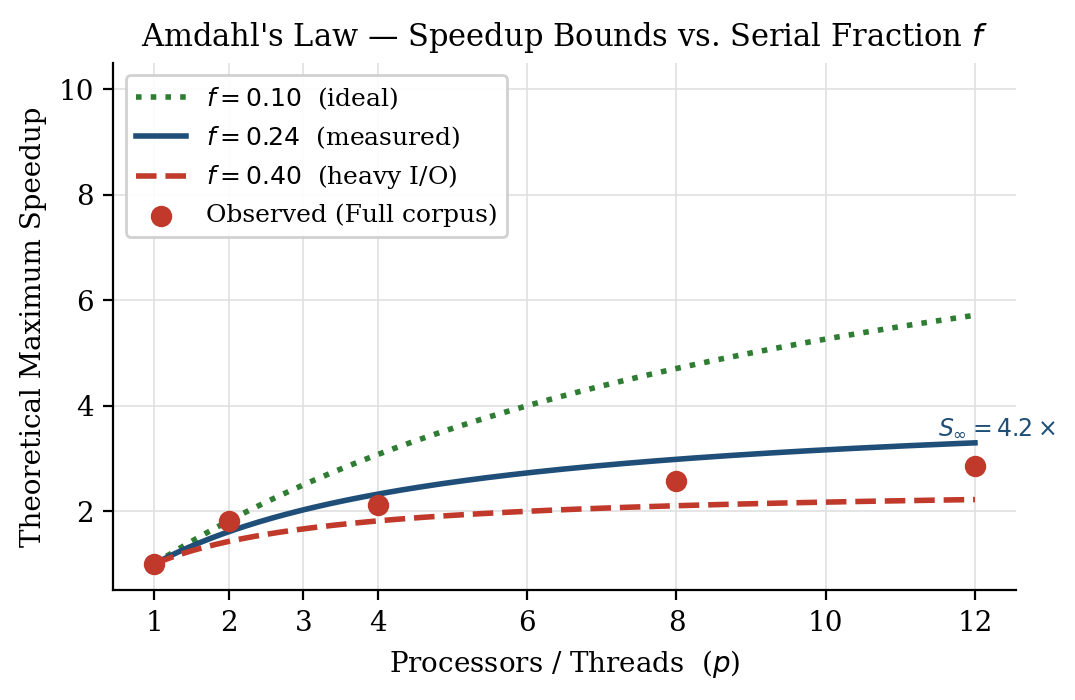 Amdahl's Law — Speedup Bounds vs. Serial Fraction f
f = 0.10 (ideal)
f = 0.24 (measured)
f = 0.40 (heavy I/O)
Observed (Full corpus)
Theoretical Maximum Speedup
10
8
6
4
2
S∞ = 4.2 ×
1 2 3 4 6 8 10 12
Processors / Threads (p)